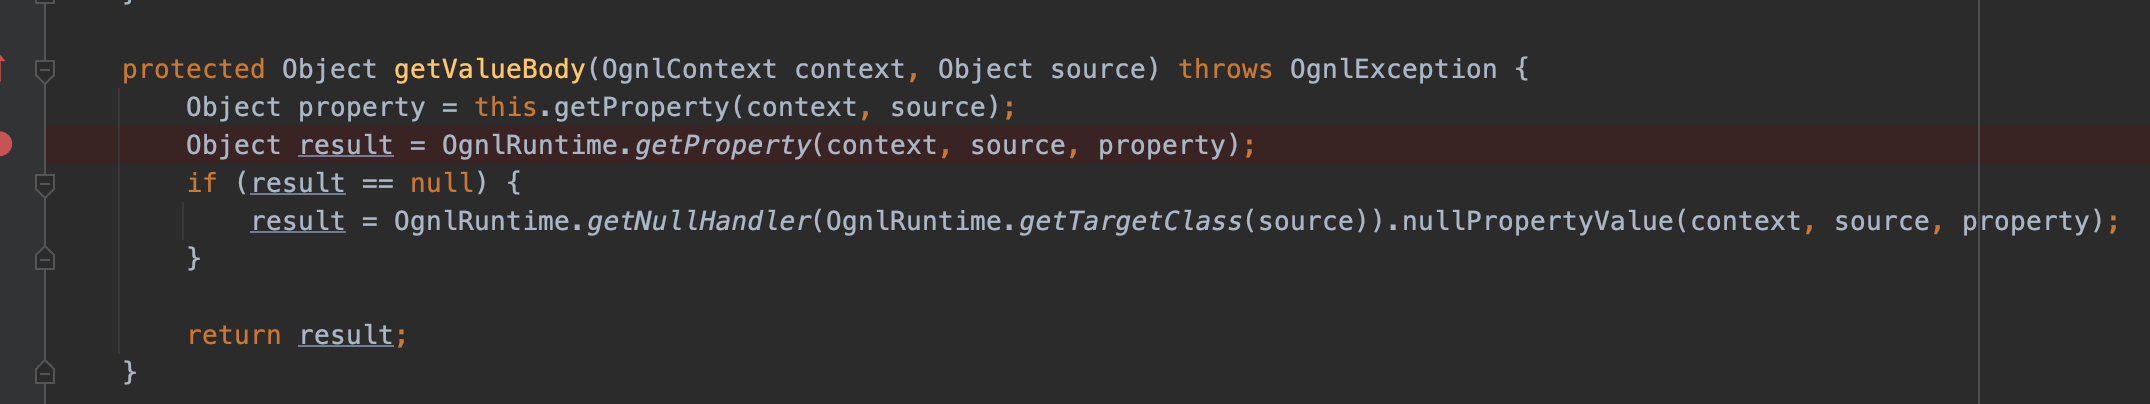 }
protected Object getValueBody(OgnlContext context, Object source) throws OgnlException {
Object property = this.getProperty(context, source);
Object result = OgnlRuntime.getProperty(context, source, property);
if (result == null) {
result = OgnlRuntime.getNullHandler(OgnlRuntime.getTargetClass(source)).nullPropertyValue(context, source, property);
}
return result;
}